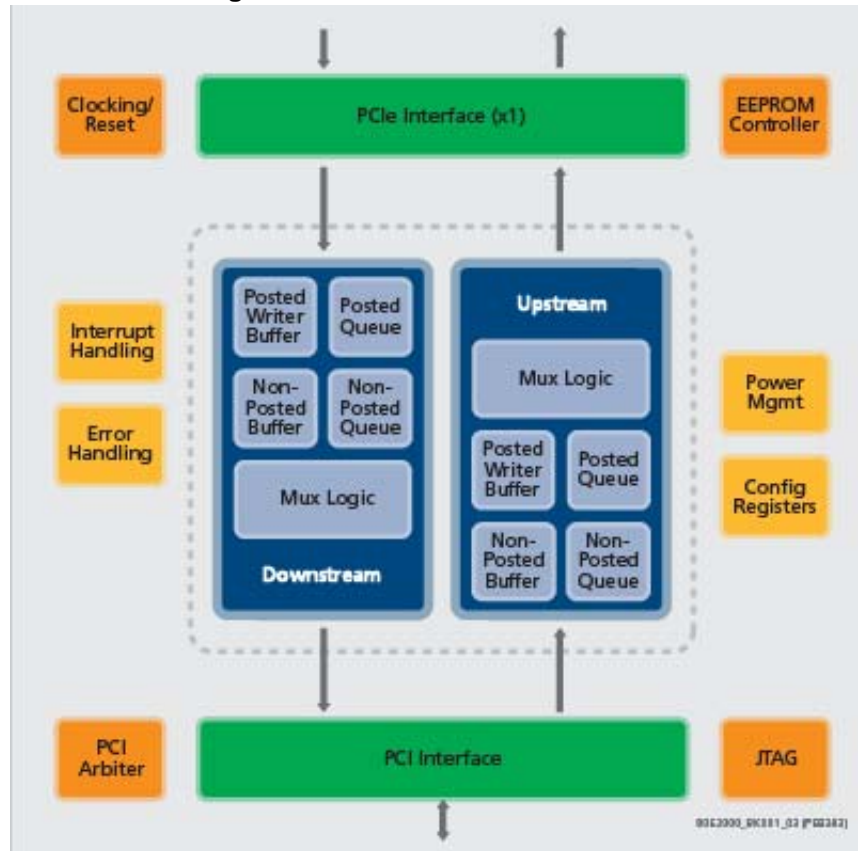 Clocking/
Reset
PCIe Interface (x1)
EEPROM
Controller
Interrupt
Handling
Error
Handling
Posted
Writer
Buffer
Posted
Queue
Non-
Posted
Buffer
Non-
Posted
Queue
Mux Logic
Downstream
Upstream
Mux Logic
Posted
Writer
Buffer
Posted
Queue
Non-
Posted
Buffer
Non-
Posted
Queue
Power
Mgmt
Config
Registers
PCI
Arbiter
PCI Interface
JTAG